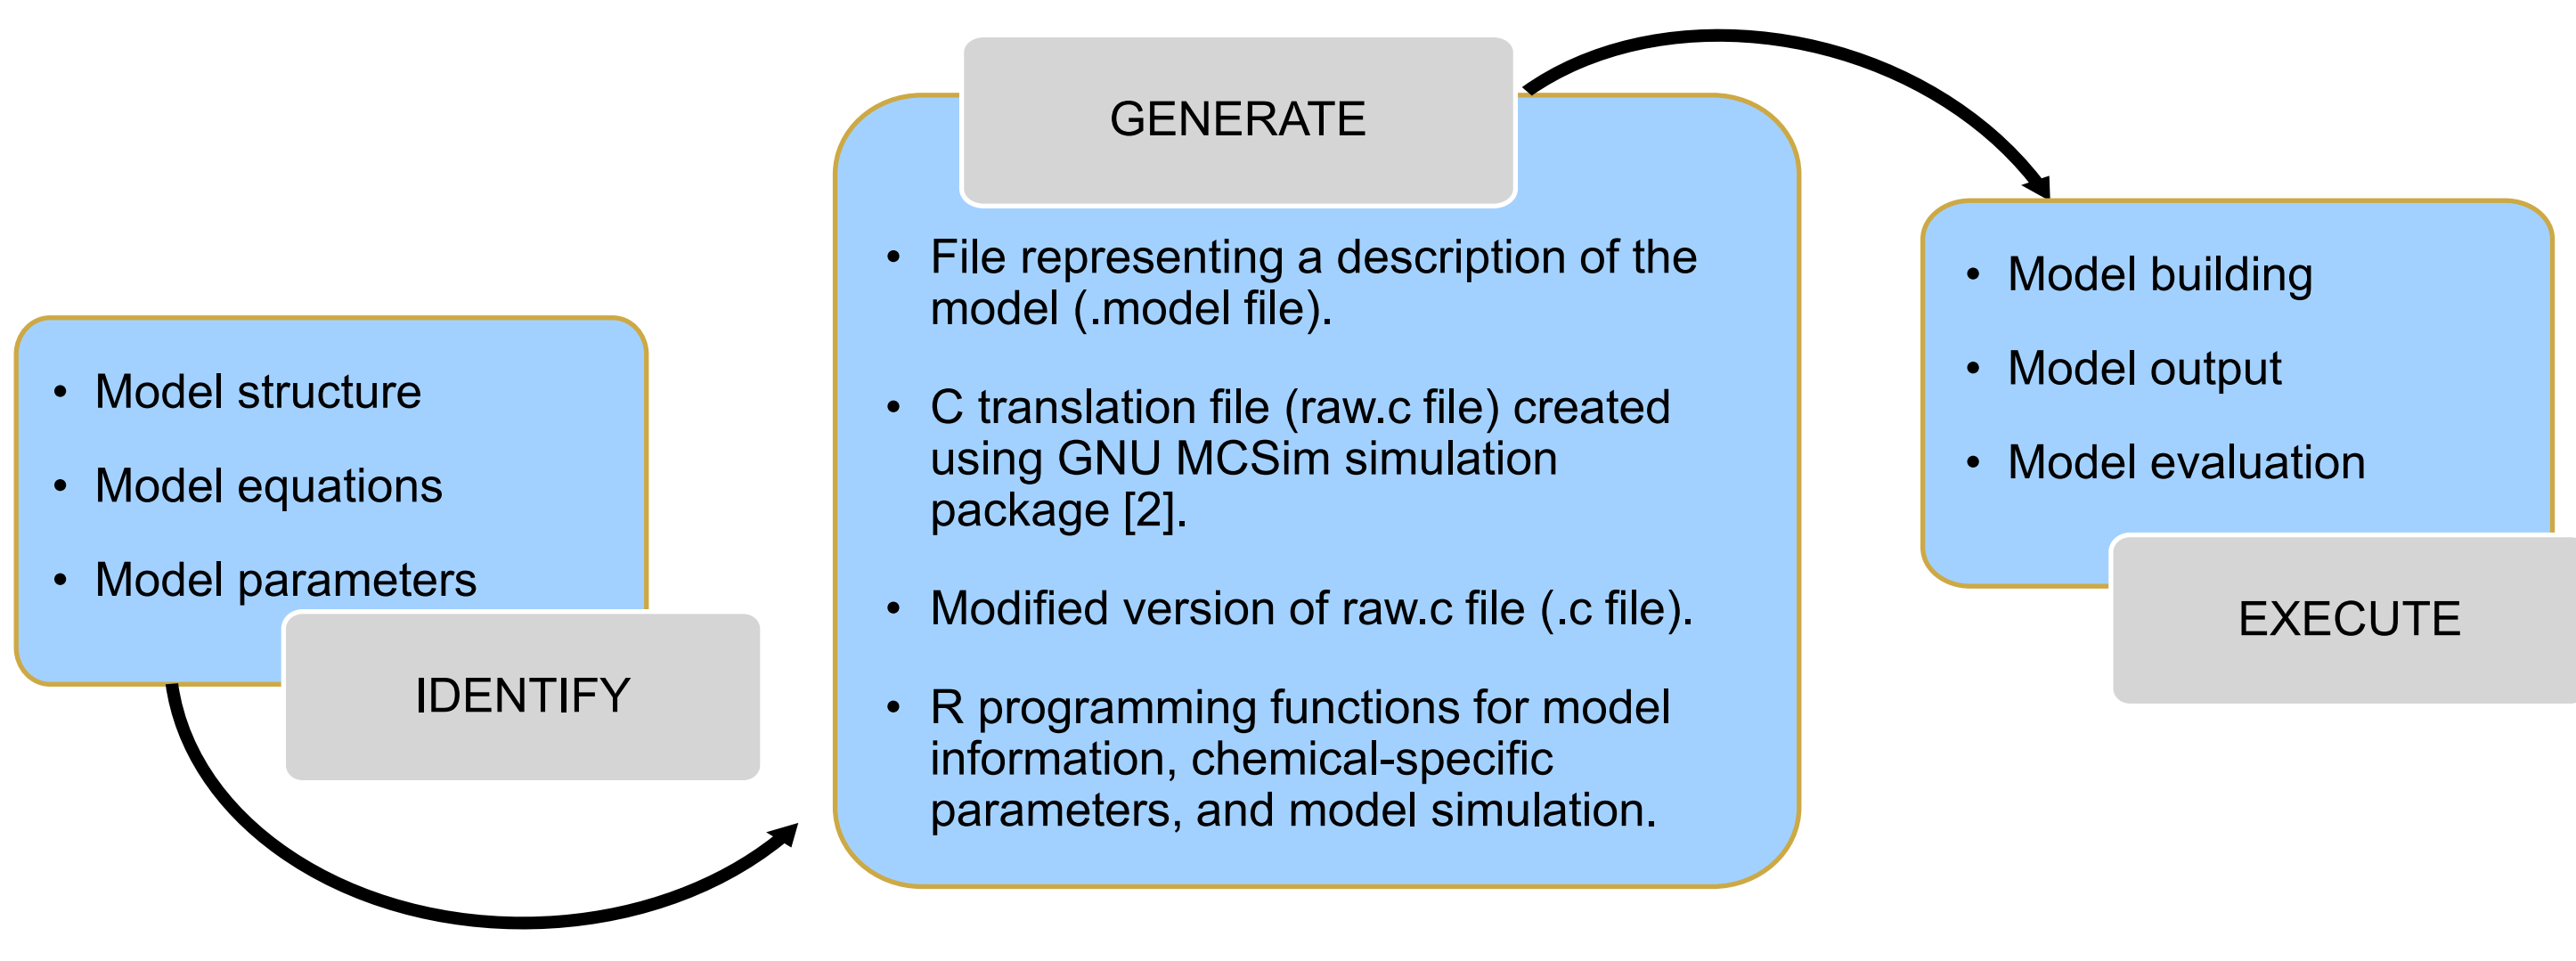 • Model structure
• Model equations
• Model parameters
IDENTIFY
GENERATE
• File representing a description of the
model (.model file).
• C translation file (raw.c file) created
using GNU MCSim simulation
package [2].
• Modified version of raw.c file (.c file).
• R programming functions for model
information, chemical-specific
parameters, and model simulation.
• Model building
• Model output
• Model evaluation
EXECUTE